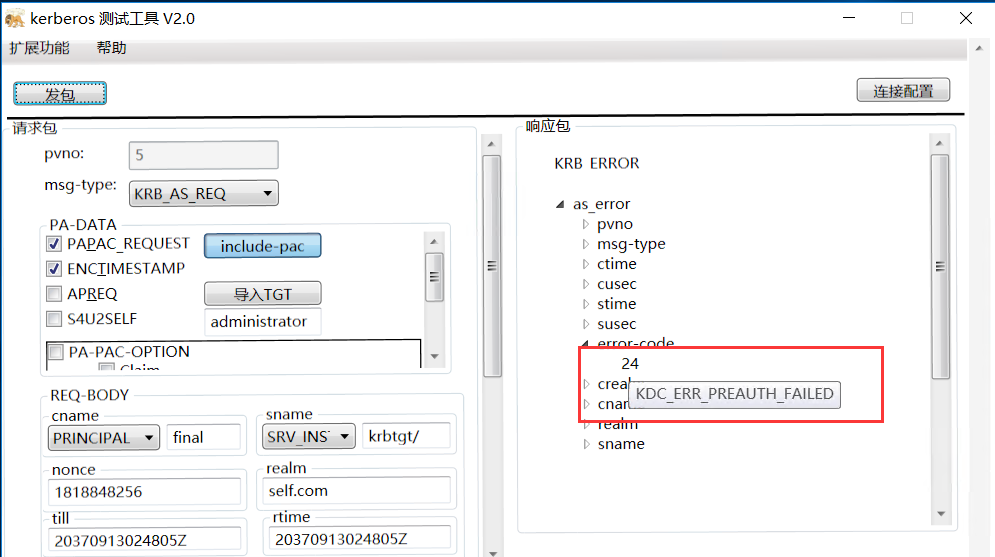 kerberos 测试工具 V2.0
扩展功能 帮助
发包
连接配置
请求包
pvno:
5
msg-type:
KRB_AS_REQ
PA-DATA
PAPAC_REQUEST
include-pac
ENCTIMESTAMP
APREQ
导入TGT
S4U2SELF
administrator
PA-PAC-OPTION
Claim
REQ-BODY
cname
PRINCIPAL
final
sname
SRV_INS
krbtgt/
nonce
1818848256
realm
self.com
till
20370913024805Z
rtime
20370913024805Z
响应包
KRB ERROR
as_error
pvno
msg-type
ctime
cusec
stime
susec
error-code
24
KDC_ERR_PREAUTH_FAILED
realm
sname